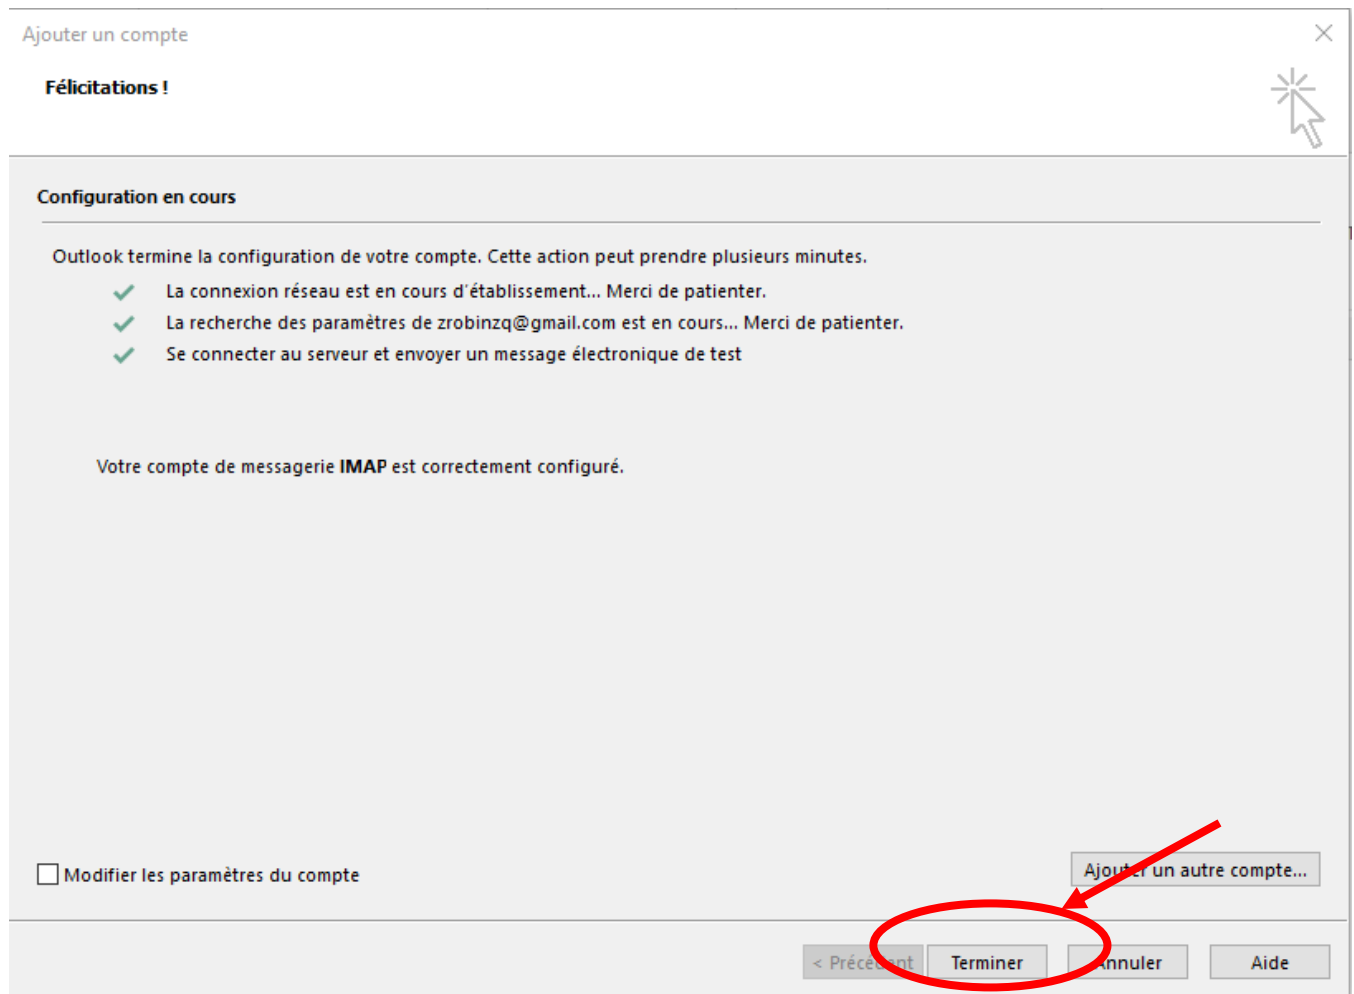 Ajouter un compte
Félicitations !
Configuration en cours
Outlook termine la configuration de votre compte. Cette action peut prendre plusieurs minutes.
La connexion réseau est en cours d'établissement... Merci de patienter.
La recherche des paramètres de zrobinzq@gmail.com est en cours... Merci de patienter.
Se connecter au serveur et envoyer un message électronique de test
Votre compte de messagerie IMAP est correctement configuré.
Modifier les paramètres du compte
Ajouter un autre compte...
< Précédent
Terminer
Annuler
Aide